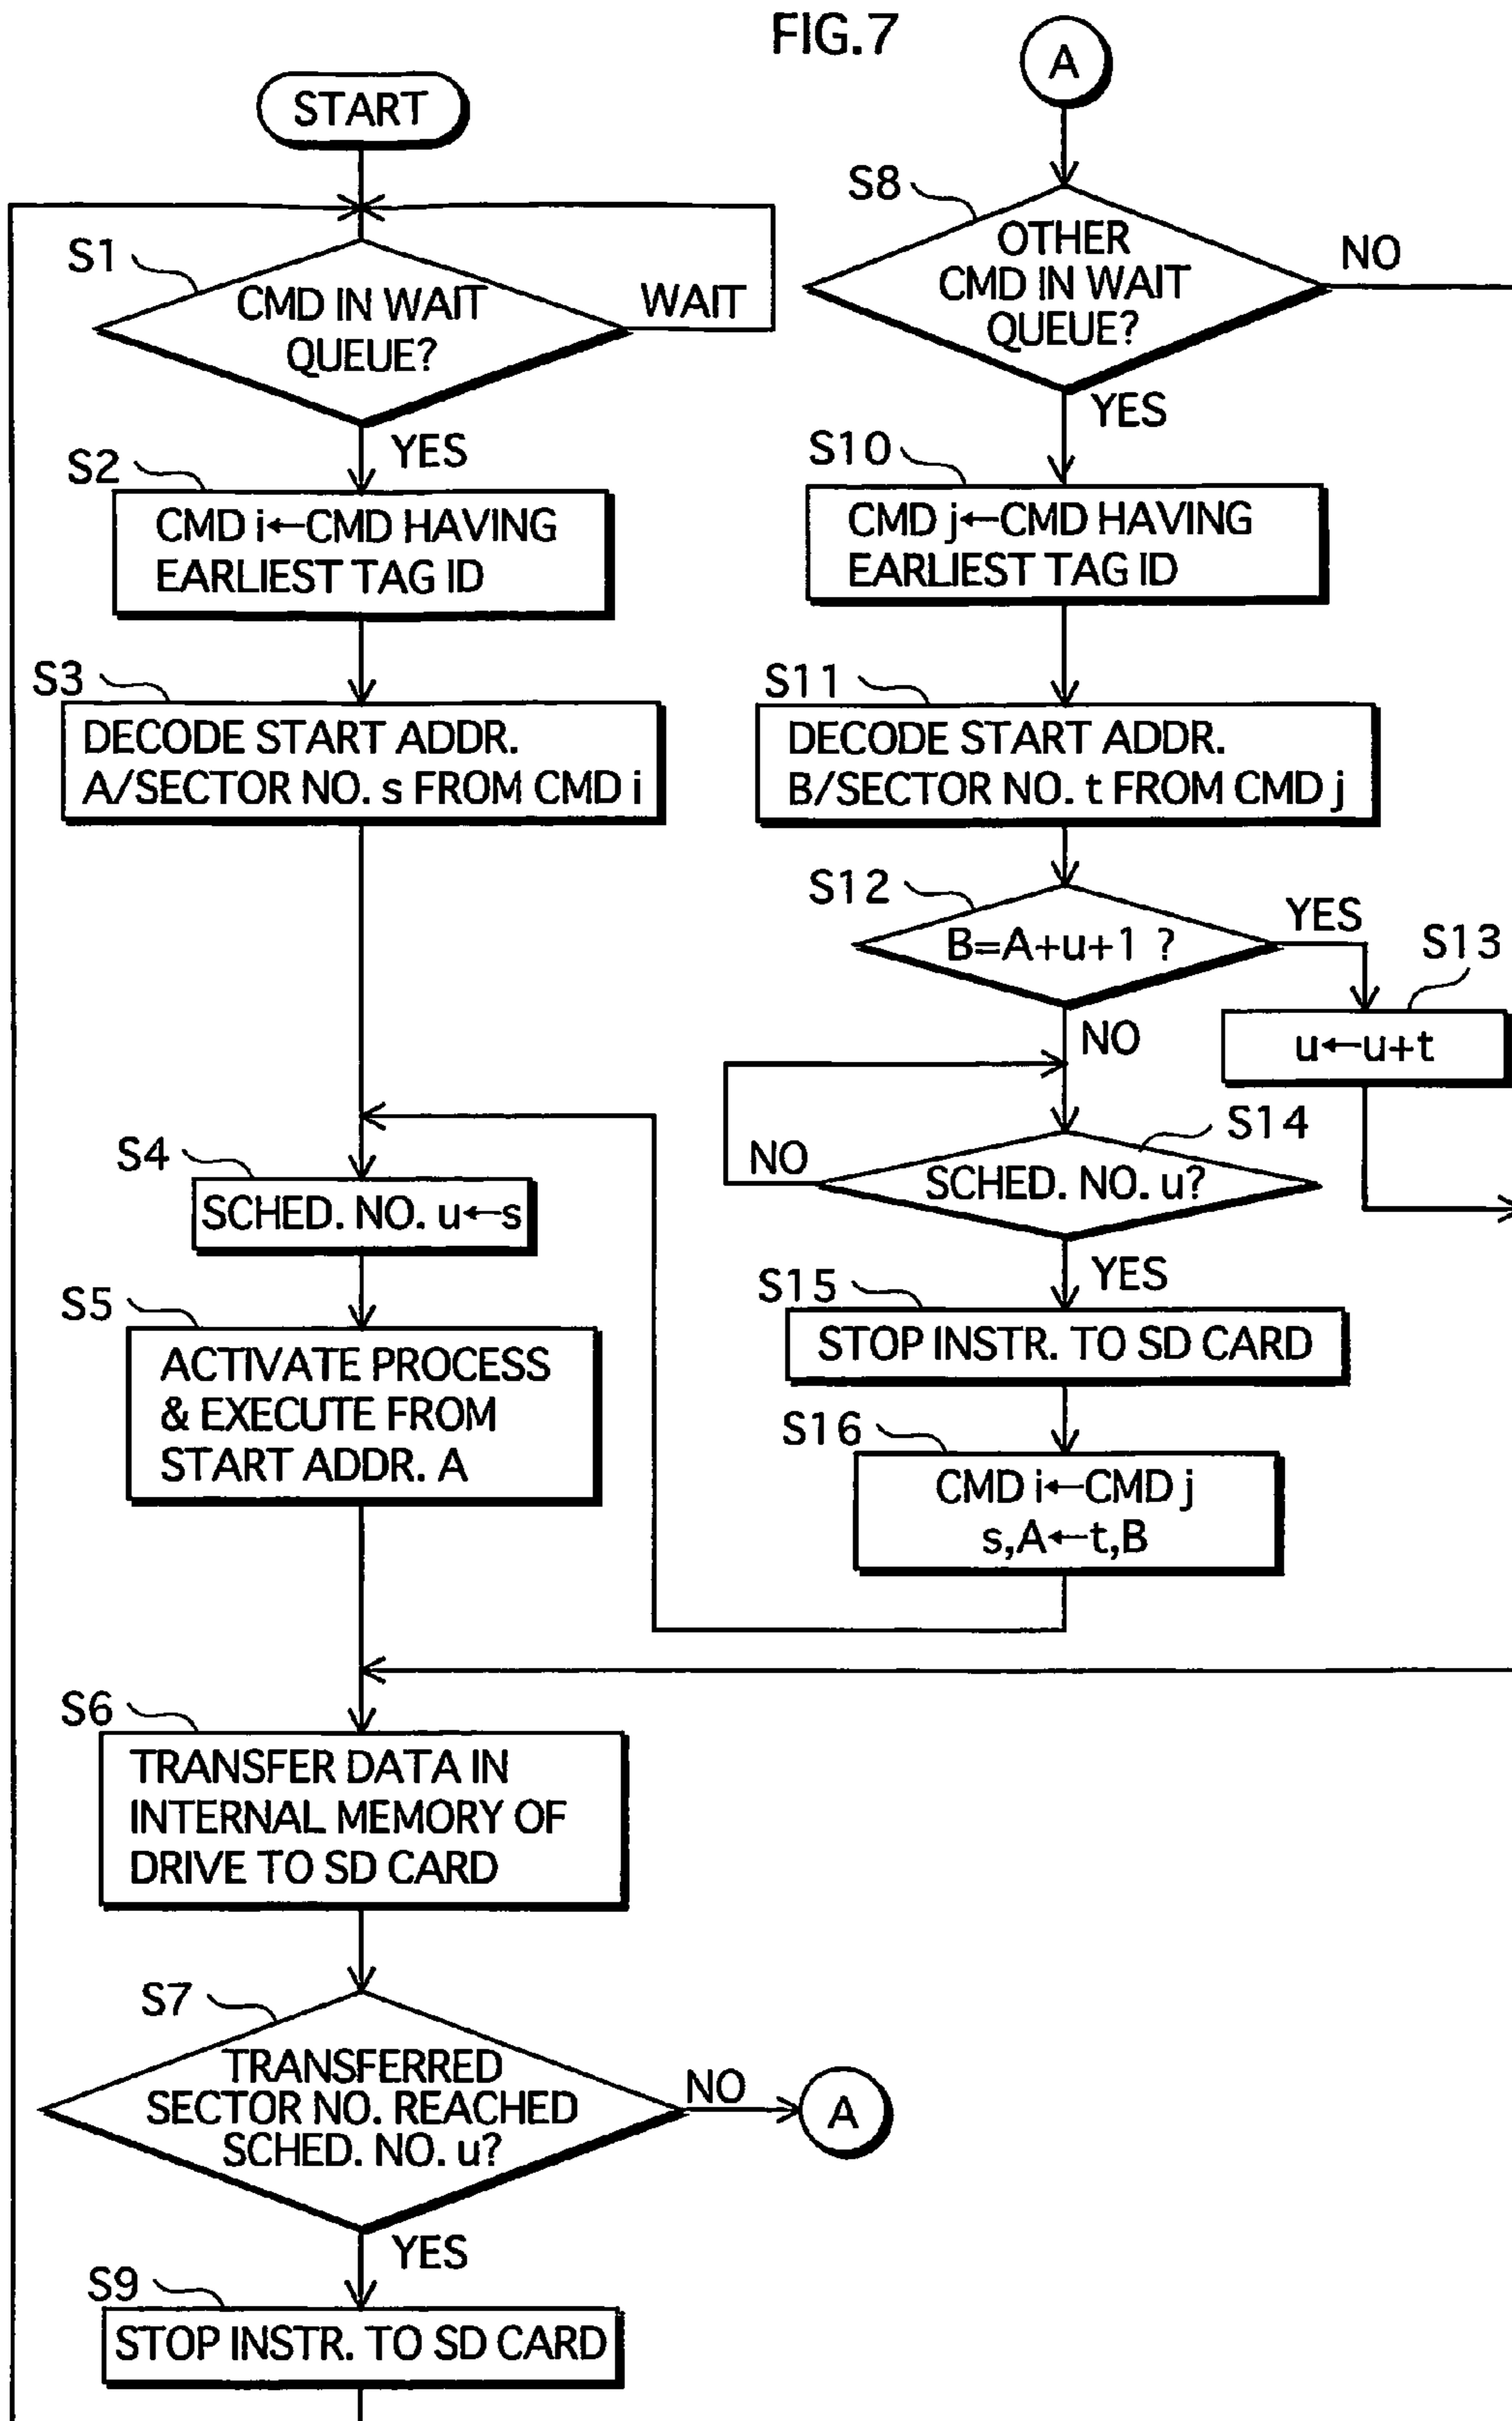 FIG.7
START
S1
CMD IN WAIT
QUEUE?
WAIT
YES
S2
CMD i←CMD HAVING
EARLIEST TAG ID
S3
DECODE START ADDR.
A/SECTOR NO. s FROM CMD i
S4
SCHED. NO. u←s
S5
ACTIVATE PROCESS
& EXECUTE FROM
START ADDR. A
S6
TRANSFER DATA IN
INTERNAL MEMORY OF
DRIVE TO SD CARD
S7
TRANSFERRED
SECTOR NO. REACHED
SCHED. NO. u?
NO
A
YES
S9
STOP INSTR. TO SD CARD
A
S8
OTHER
CMD IN WAIT
QUEUE?
NO
YES
S10
CMD j←CMD HAVING
EARLIEST TAG ID
S11
DECODE START ADDR.
B/SECTOR NO. t FROM CMD j
S12
B=A+u+1 ?
YES
S13
u←u+t
NO
S14
SCHED. NO. u?
NO
YES
S15
STOP INSTR. TO SD CARD
S16
CMD i←CMD j
s,A←t,B